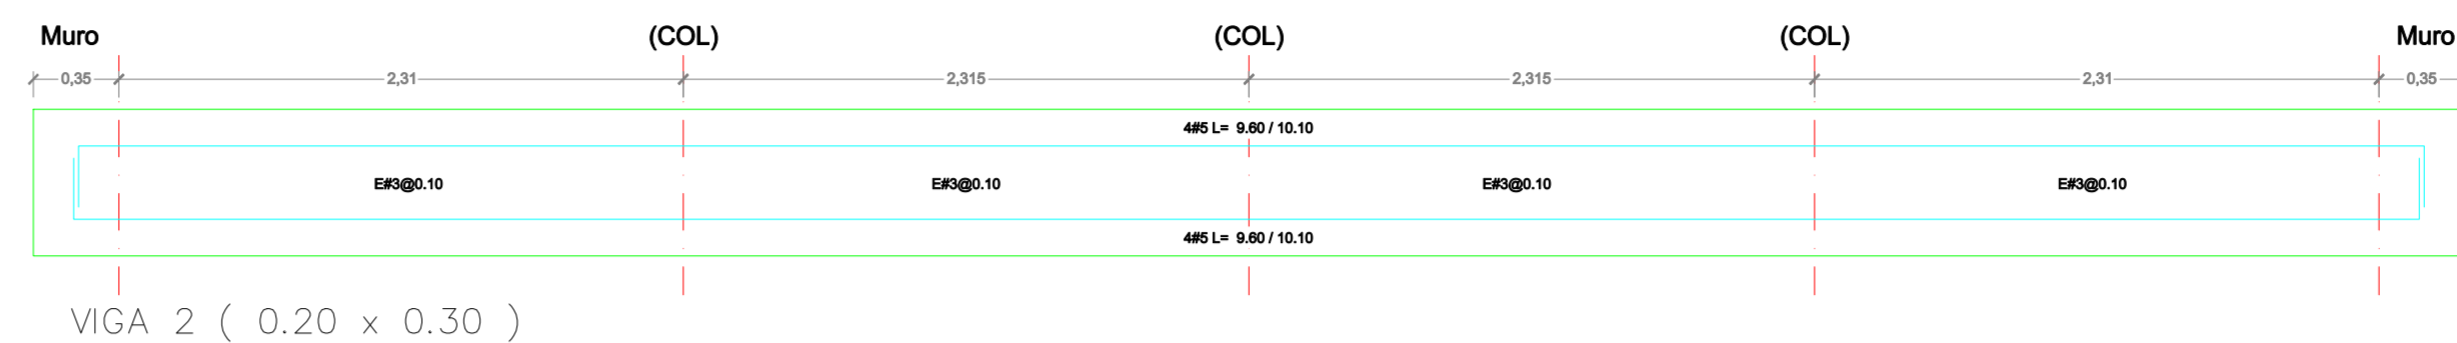 Muro (COL) (COL) (COL) Muro
0,35 2,31 2,315 2,315 2,31 0,35
4#5 L= 9.60 / 10.10
E#3@0.10 E#3@0.10 E#3@0.10 E#3@0.10
4#5 L= 9.60 / 10.10
VIGA 2 ( 0.20 x 0.30 )